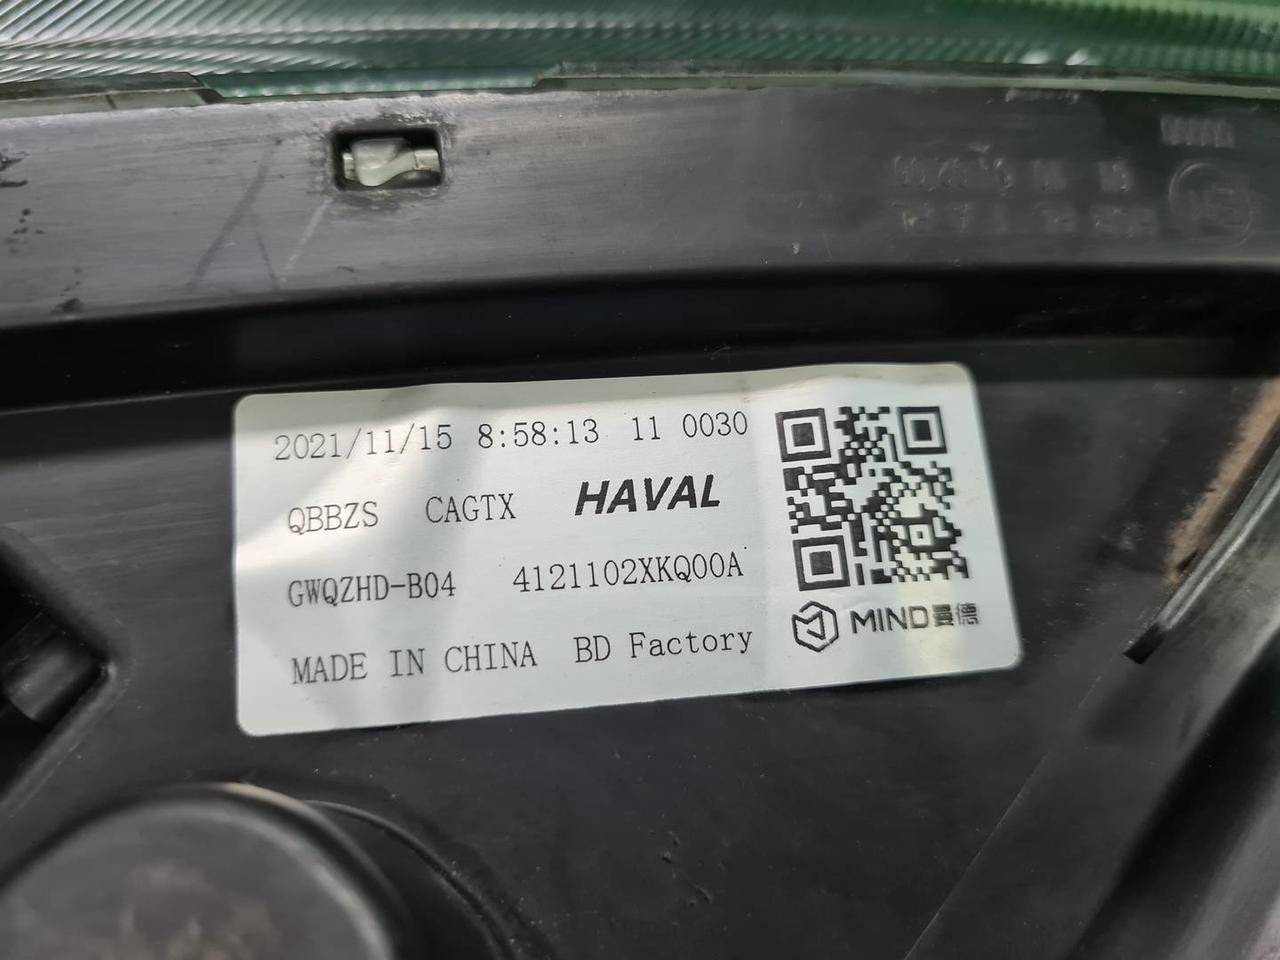 2021/11/15 8:58:13 11 0030
QBBZS CAGTX HAVAL
GWQZHD-B04 4121102XKQ00A
MADE IN CHINA BD Factory
MIND曼德